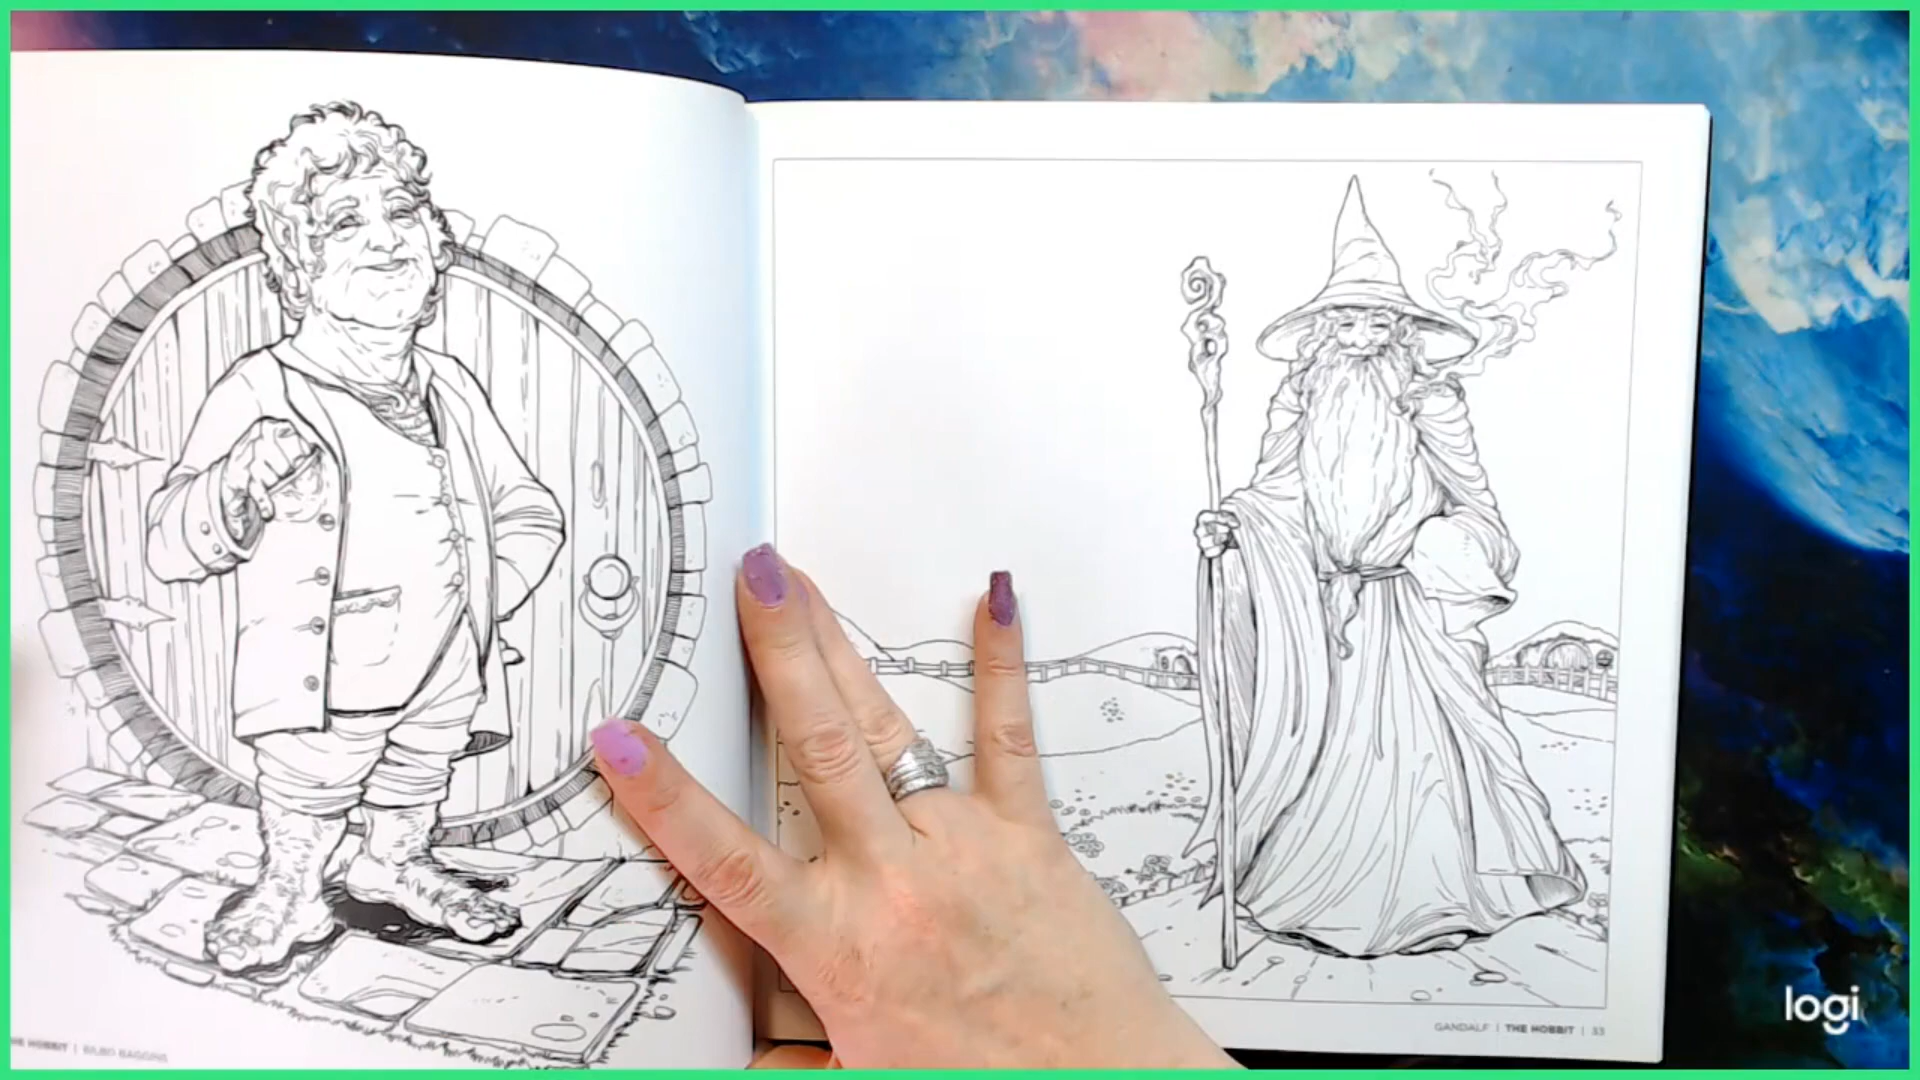 THE HOBBIT | BILBO BAGGINS
GANDALF | THE HOBBIT | 33
logi